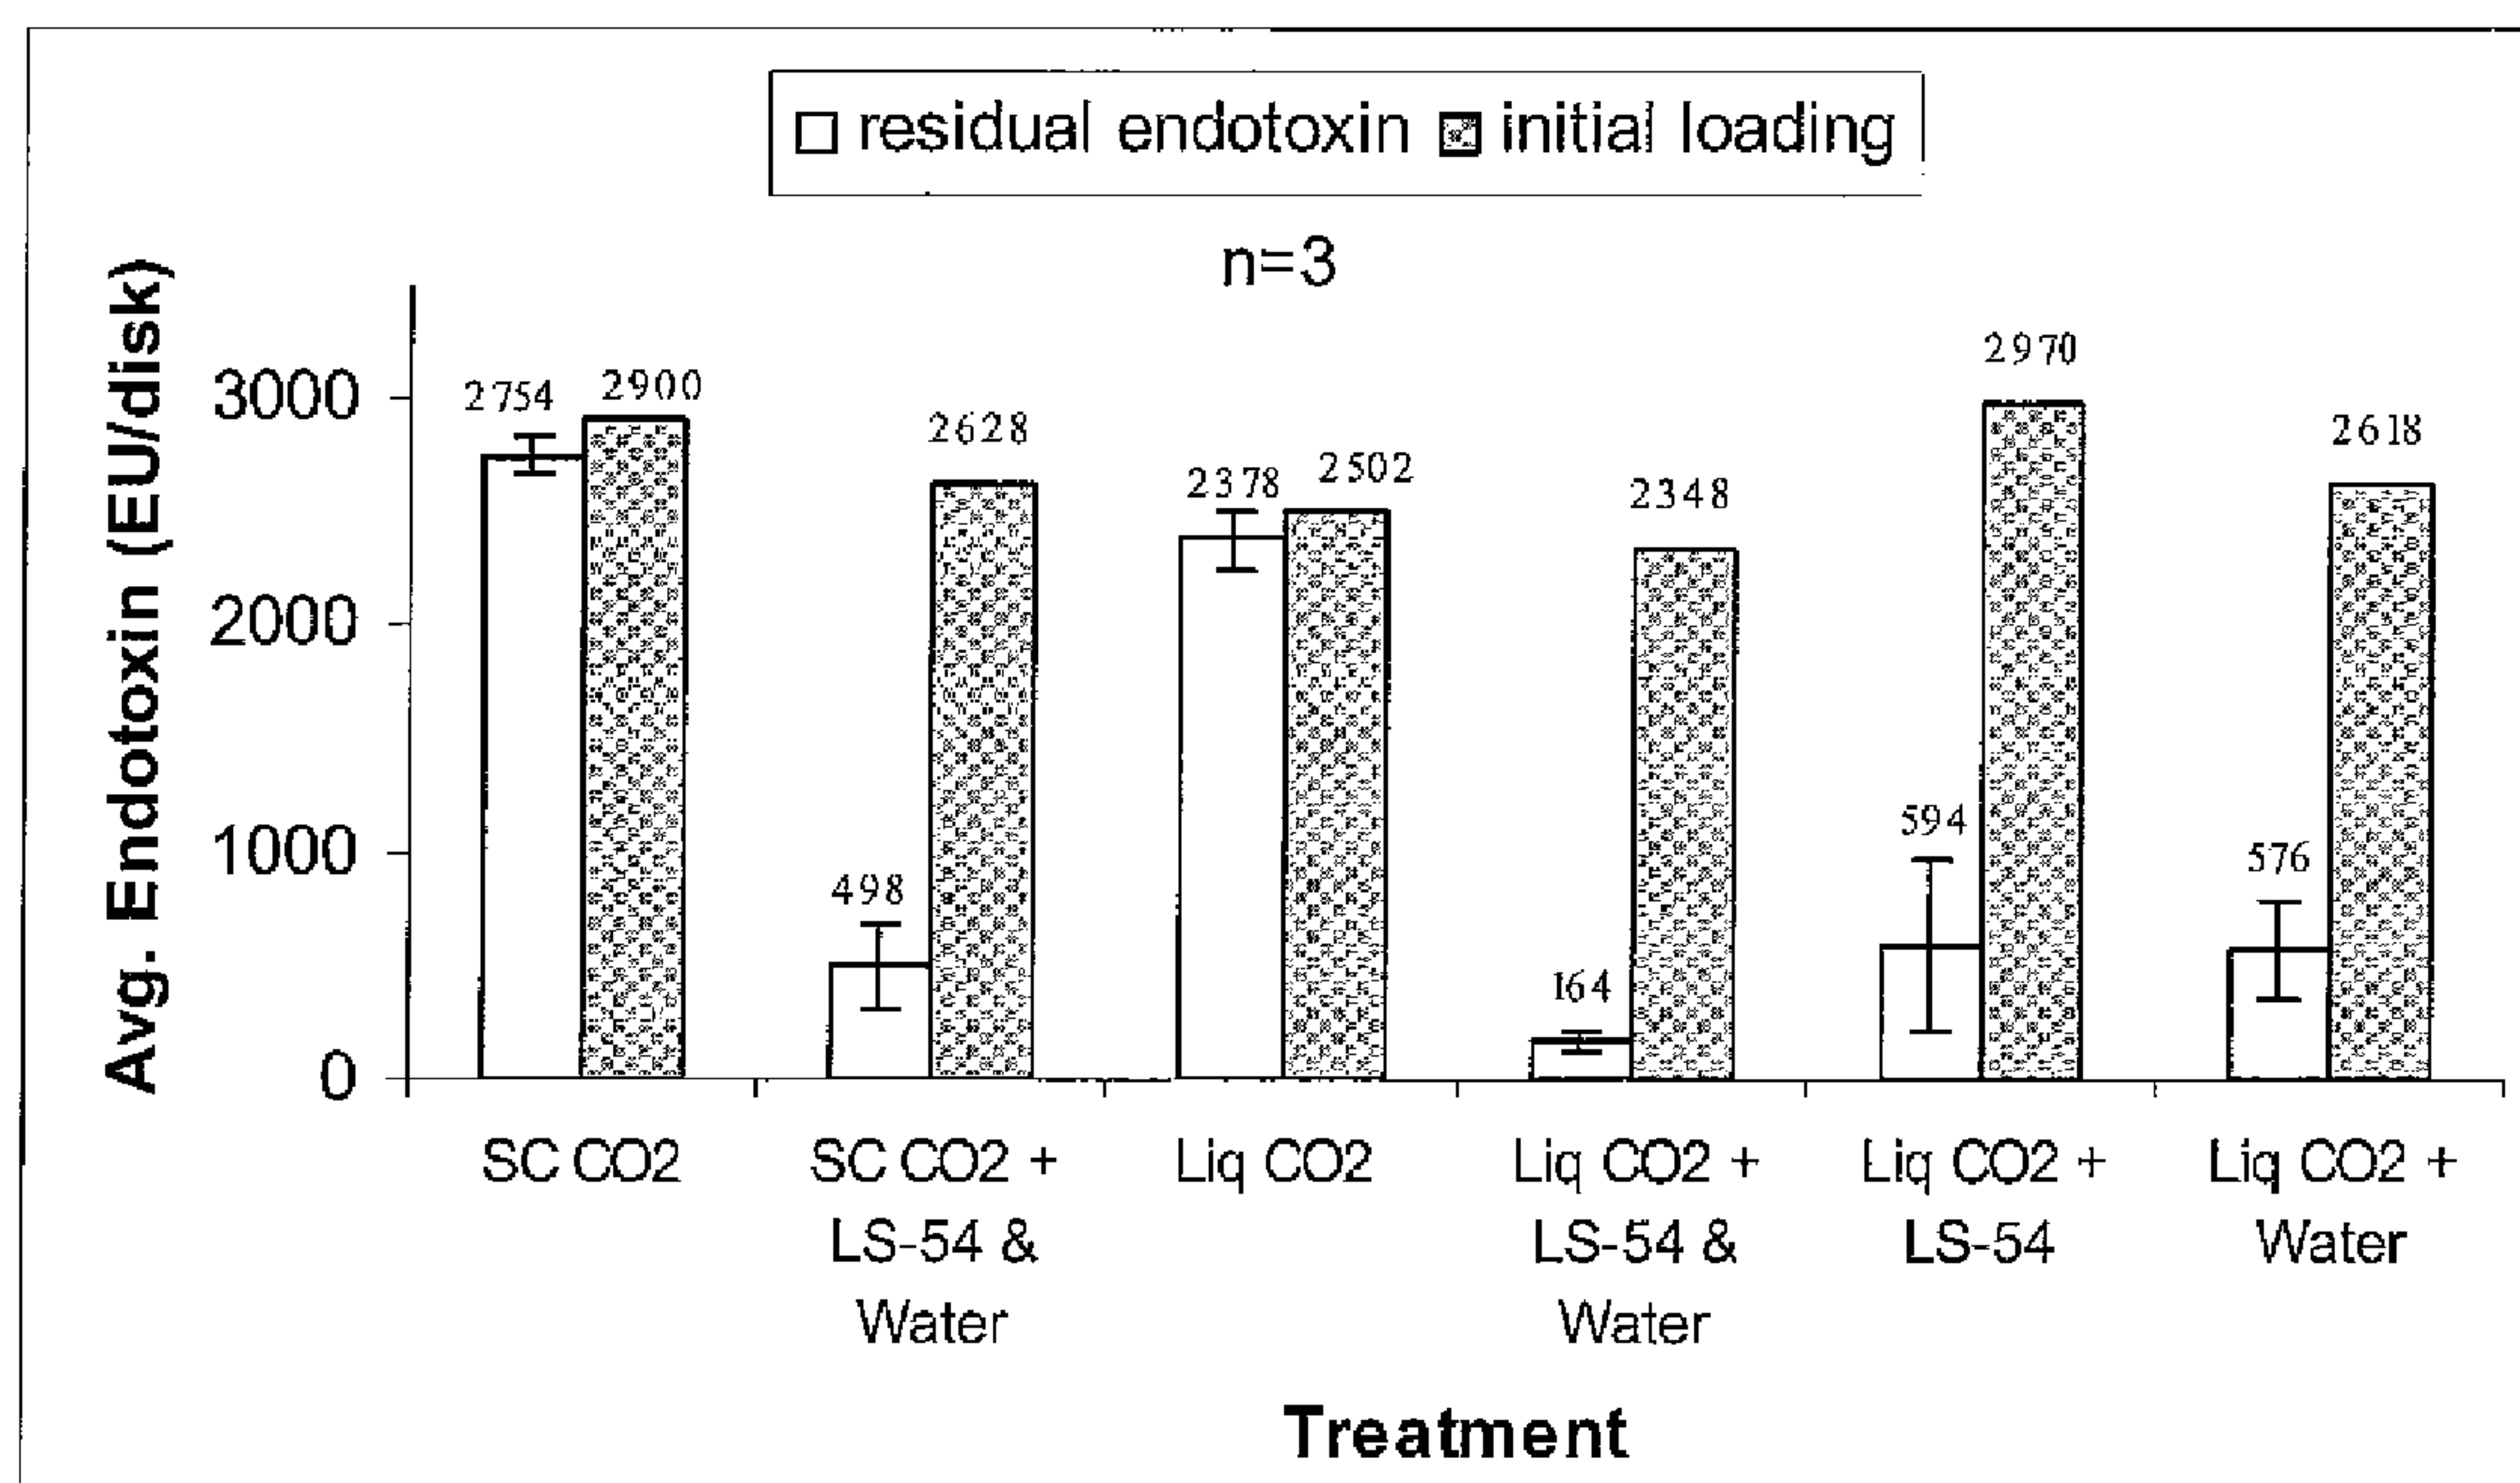 residual endotoxin initial loading
n=3
Avg. Endotoxin (EU/disk)
3000
2000
1000
0
2754
2900
498
2628
2378
2502
164
2348
594
2970
576
2618
SC CO2
SC CO2 +
LS-54 &
Water
Liq CO2
Liq CO2 +
LS-54 &
Water
Liq CO2 +
LS-54
Liq CO2 +
Water
Treatment